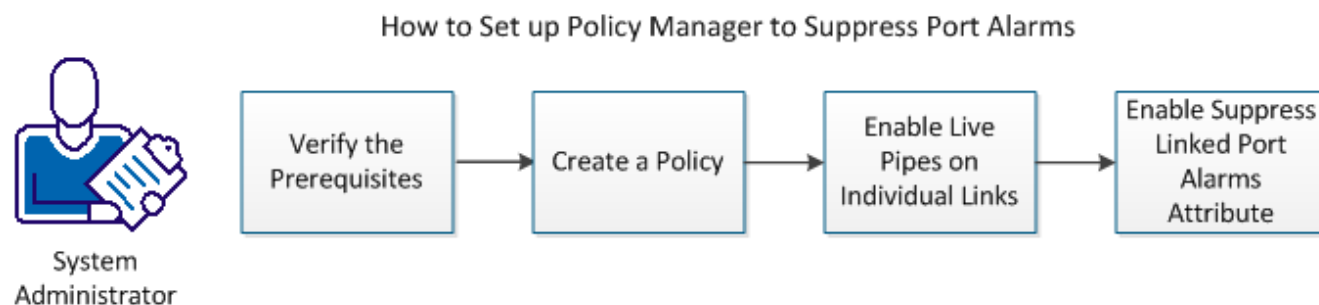 How to Set up Policy Manager to Suppress Port Alarms
Verify the
Prerequisites
Create a Policy
Enable Live
Pipes on
Individual Links
Enable Suppress
Linked Port
Alarms
Attribute
System
Administrator